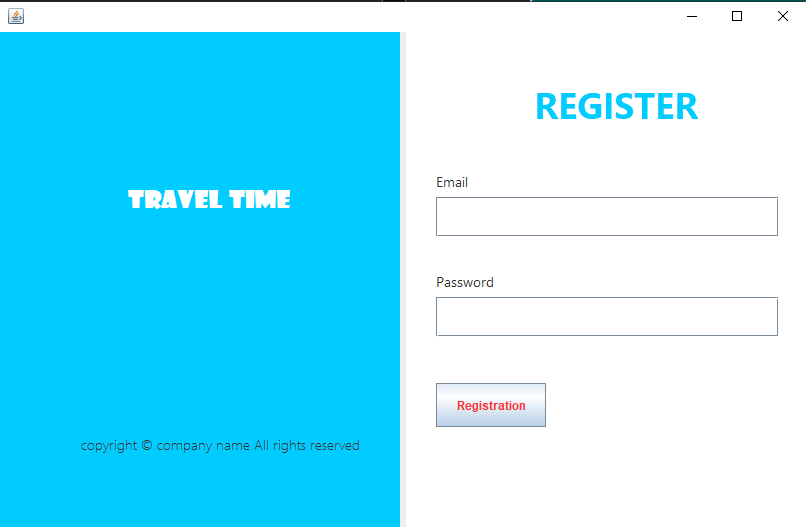 TRAVEL TIME
copyright © company name All rights reserved
REGISTER
Email
Password
Registration